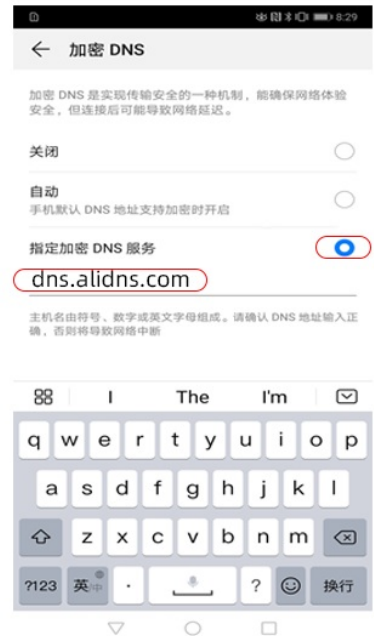 8:29
加密 DNS
加密 DNS 是实现传输安全的一种机制，能确保网络体验
安全，但连接后可能导致网络延迟。
关闭
自动
手机默认 DNS 地址支持加密时开启
指定加密 DNS 服务
dns.alidns.com
主机名由符号、数字或英文字母组成。请确认 DNS 地址输入正
确，否则将导致网络中断
I The I'm
q w e r t y u i o p
a s d f g h j k l
z x c v b n m
?123 英/中 · ? 换行